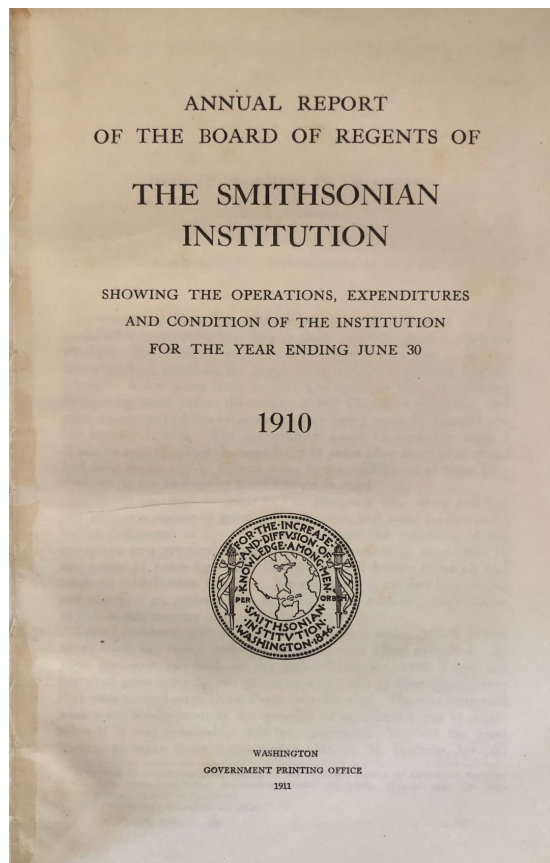 ANNUAL REPORT
OF THE BOARD OF REGENTS OF
THE SMITHSONIAN
INSTITUTION
SHOWING THE OPERATIONS, EXPENDITURES
AND CONDITION OF THE INSTITUTION
FOR THE YEAR ENDING JUNE 30
1910
FOR·THE·INCREASE·
·AND·DIFFVSION·OF·
·KNOWLEDGE·AMONG·MEN·
PER ORBEM
·SMITHSONIAN·
·INSTITVTION·
·WASHINGTON·1846·
WASHINGTON
GOVERNMENT PRINTING OFFICE
1911